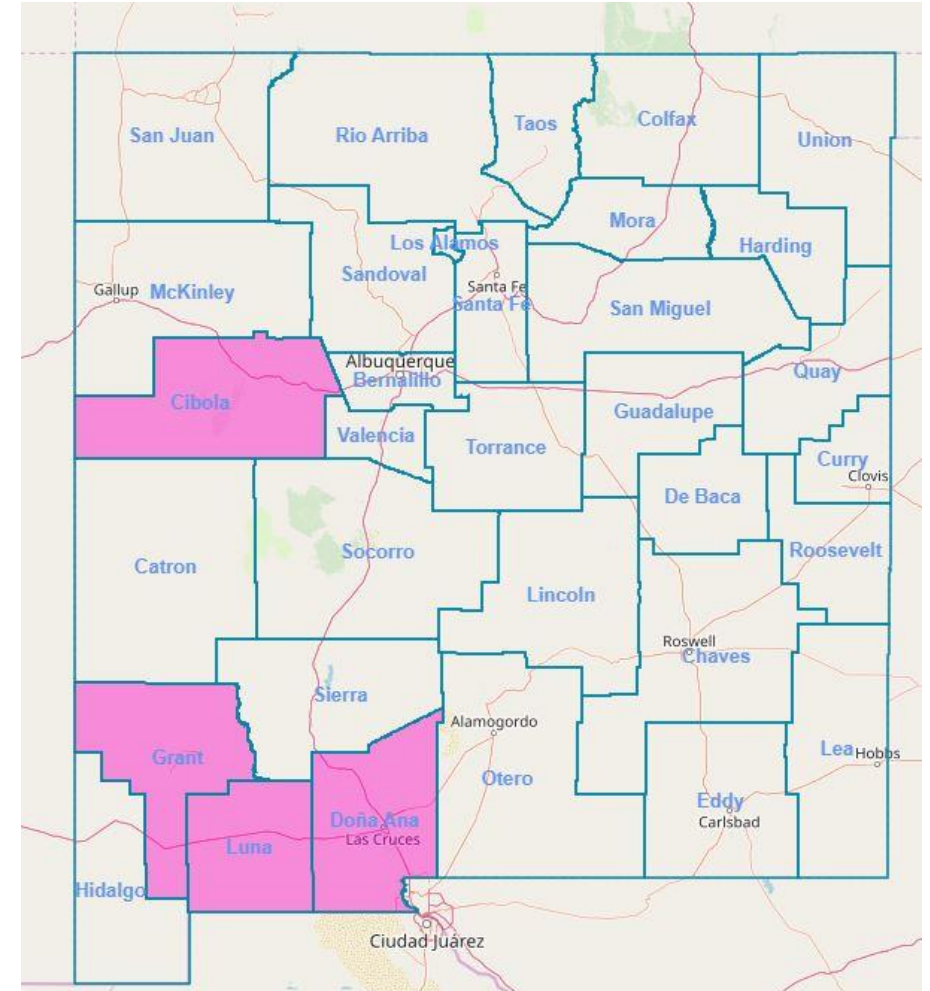 San Juan
Rio Arriba
Taos
Colfax
Union
Mora
Los Alamos
Harding
Sandoval
Gallup
McKinley
Santa Fe
Santa Fe
San Miguel
Albuquerque
Bernalillo
Quay
Cibola
Guadalupe
Valencia
Torrance
Curry
Clovis
De Baca
Socorro
Roosevelt
Catron
Lincoln
Roswell
Chaves
Sierra
Alamogordo
Grant
Lea
Hobbs
Otero
Eddy
Carlsbad
Doña Ana
Las Cruces
Luna
Hidalgo
Ciudad Juárez